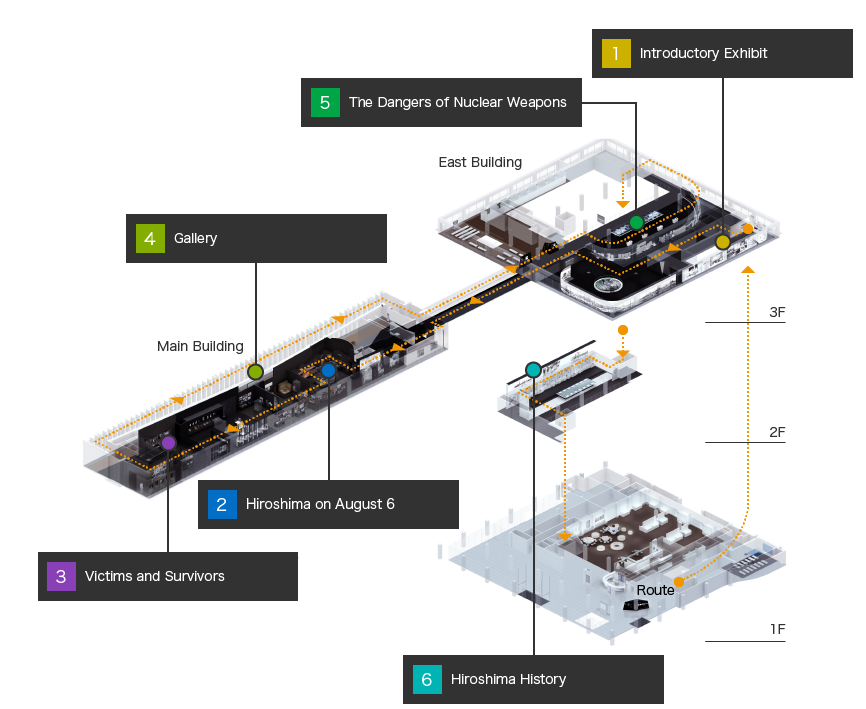 1 Introductory Exhibit
5 The Dangers of Nuclear Weapons
East Building
4 Gallery
3F
Main Building
2F
2 Hiroshima on August 6
3 Victims and Survivors
Route
1F
6 Hiroshima History